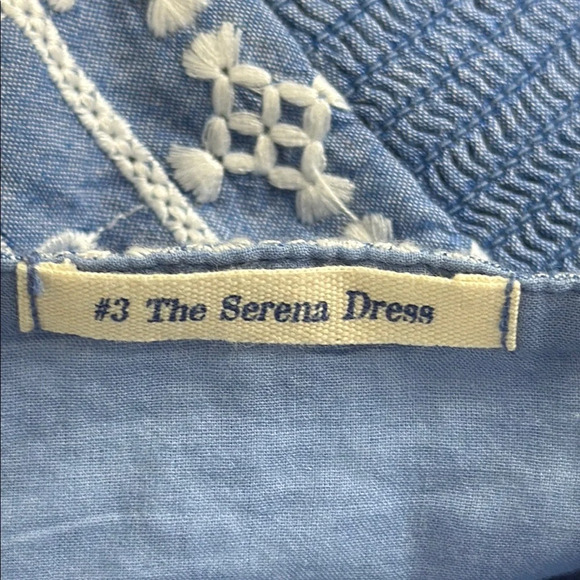 #3 The Serena Dress